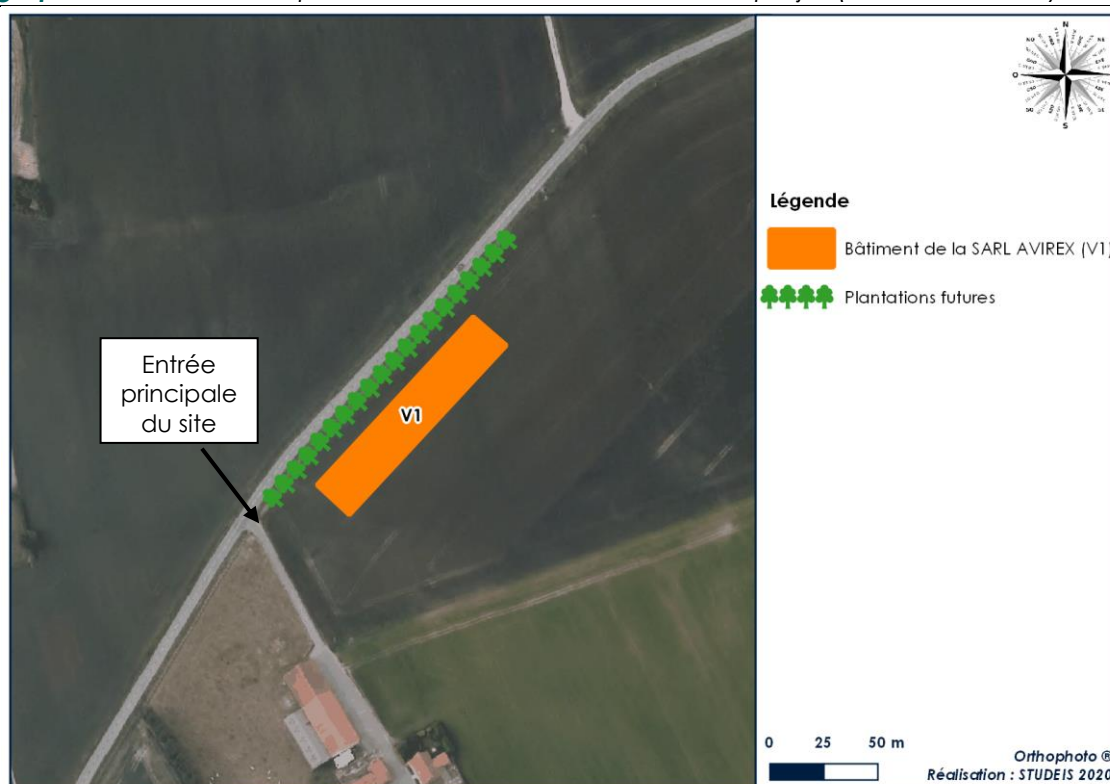 Légende
Bâtiment de la SARL AVIREX (V1)
Plantations futures
Entrée
principale
du site
V1
N
S
O
0 25 50 m
Orthophoto ®
Réalisation : STUDEIS 2020